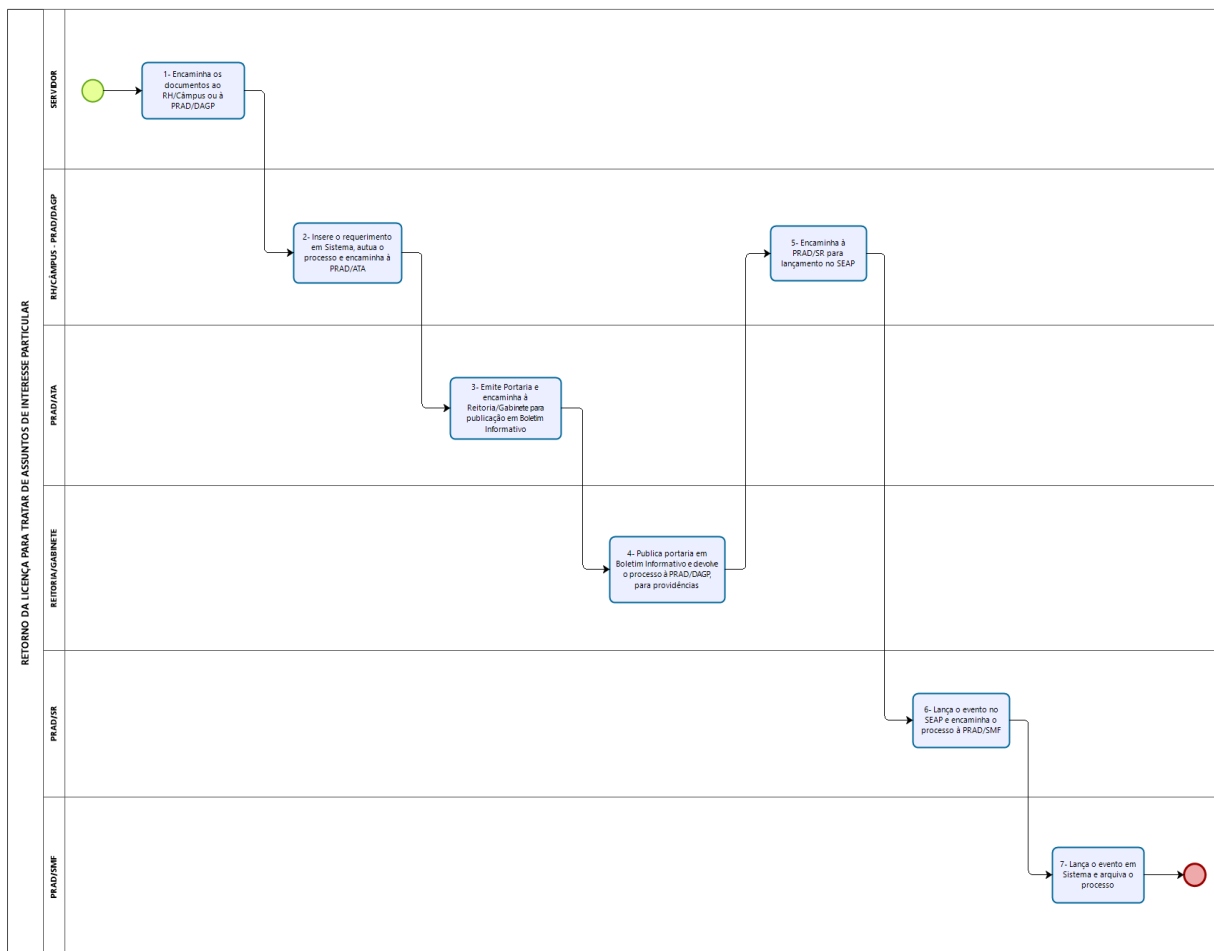 RETORNO DA LICENÇA PARA TRATAR DE ASSUNTOS DE INTERESSE PARTICULAR
SERVIDOR
1- Encaminha os
documentos ao
RH/Câmpus ou à
PRAD/DAGP
RH/CÂMPUS - PRAD/DAGP
2- Insere o requerimento
em Sistema, autua o
processo e encaminha à
PRAD/ATA
5- Encaminha à
PRAD/SR para
lançamento no SEAP
PRAD/ATA
3- Emite Portaria e
encaminha à
Reitoria/Gabinete para
publicação em Boletim
Informativo
REITORIA/GABINETE
4- Publica portaria em
Boletim Informativo e devolve
o processo à PRAD/DAGP,
para providências
PRAD/SR
6- Lança o evento no
SEAP e encaminha o
processo à PRAD/SMF
PRAD/SMF
7- Lança o evento em
Sistema e arquiva o
processo